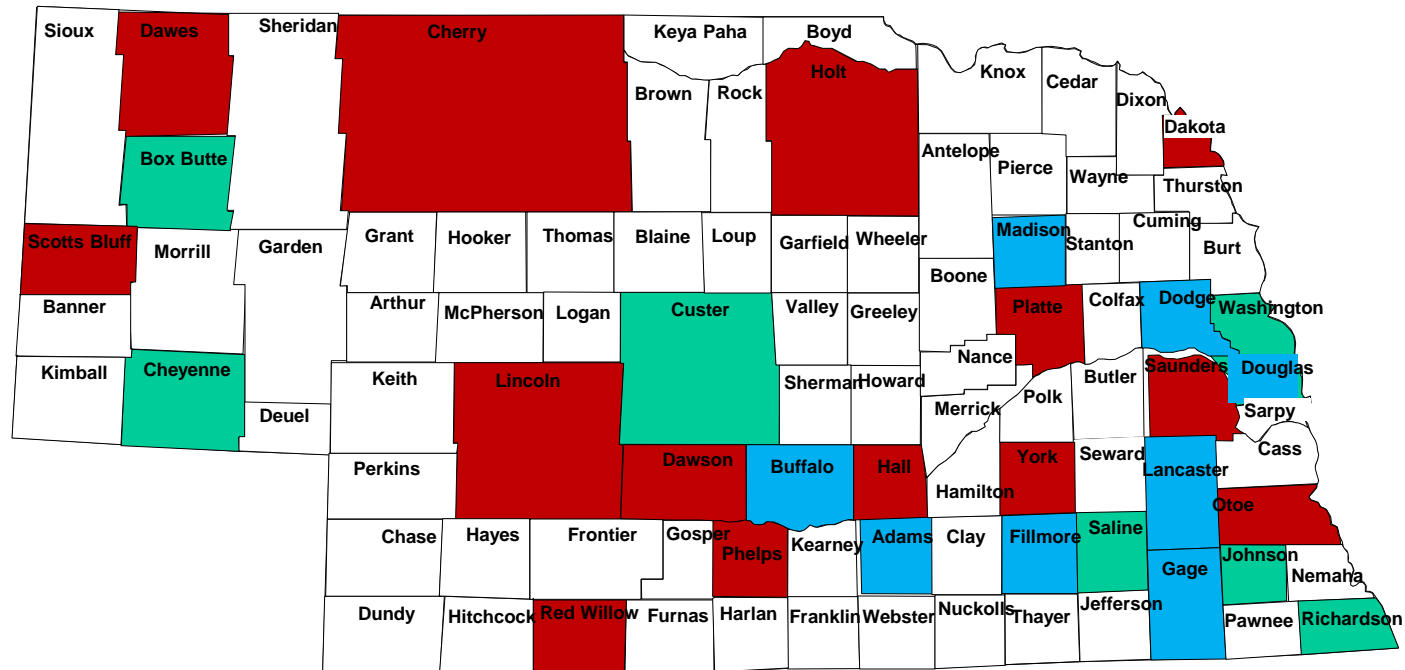 Sioux
Dawes
Sheridan
Cherry
Keya Paha
Boyd
Holt
Knox
Cedar
Dixon
Brown
Rock
Dakota
Box Butte
Antelope
Pierce
Wayne
Thurston
Scotts Bluff
Morrill
Garden
Grant
Hooker
Thomas
Blaine
Loup
Garfield
Wheeler
Madison
Stanton
Cuming
Burt
Boone
Banner
Arthur
McPherson
Logan
Custer
Valley
Greeley
Platte
Colfax
Dodge
Washington
Nance
Kimball
Cheyenne
Deuel
Keith
Lincoln
Sherman
Howard
Merrick
Polk
Butler
Saunders
Douglas
Sarpy
Perkins
Dawson
Buffalo
Hall
Hamilton
York
Seward
Lancaster
Cass
Otoe
Chase
Hayes
Frontier
Gosper
Phelps
Kearney
Adams
Clay
Fillmore
Saline
Gage
Johnson
Nemaha
Dundy
Hitchcock
Red Willow
Furnas
Harlan
Franklin
Webster
Nuckolls
Thayer
Jefferson
Pawnee
Richardson